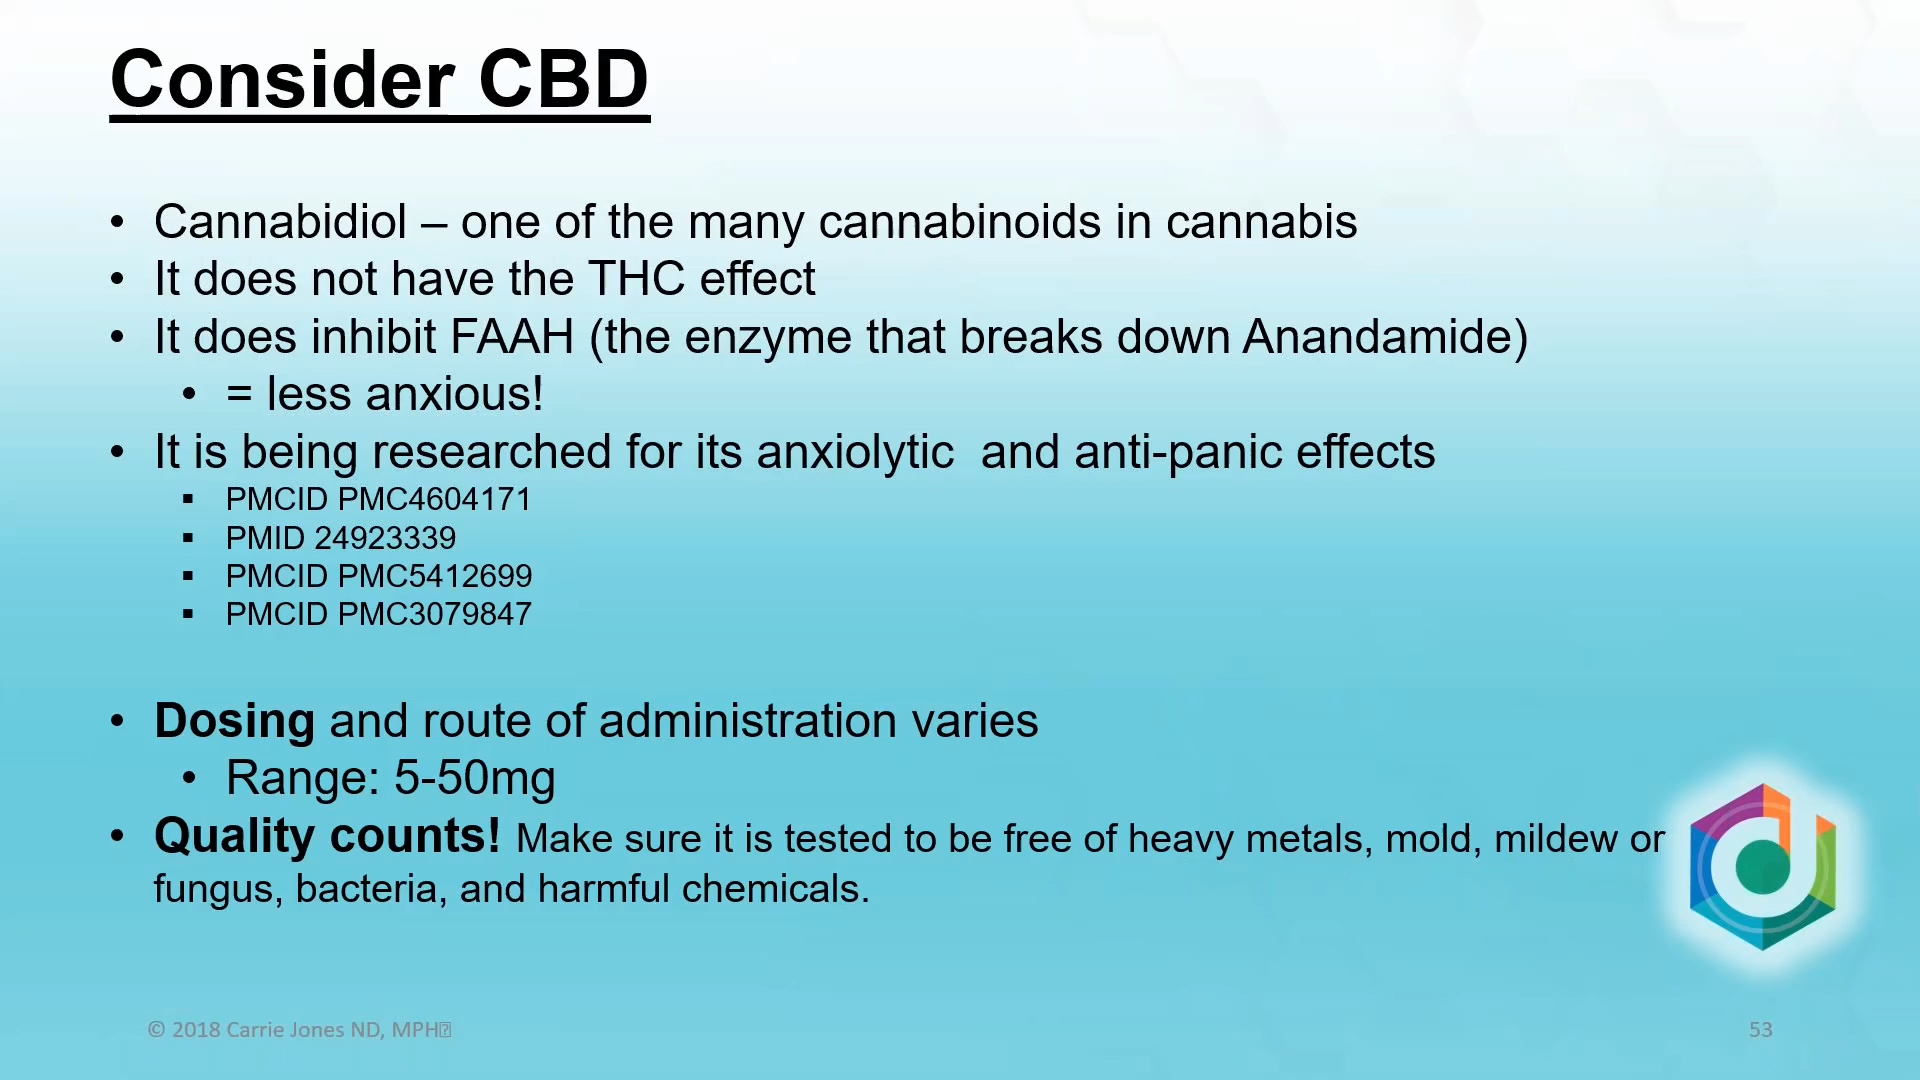 Consider CBD
• Cannabidiol – one of the many cannabinoids in cannabis
• It does not have the THC effect
• It does inhibit FAAH (the enzyme that breaks down Anandamide)
• = less anxious!
• It is being researched for its anxiolytic  and anti-panic effects
▪ PMCID PMC4604171
▪ PMID 24923339
▪ PMCID PMC5412699
▪ PMCID PMC3079847
• Dosing and route of administration varies
• Range: 5-50mg
• Quality counts! Make sure it is tested to be free of heavy metals, mold, mildew or
fungus, bacteria, and harmful chemicals.
© 2018 Carrie Jones ND, MPH
53